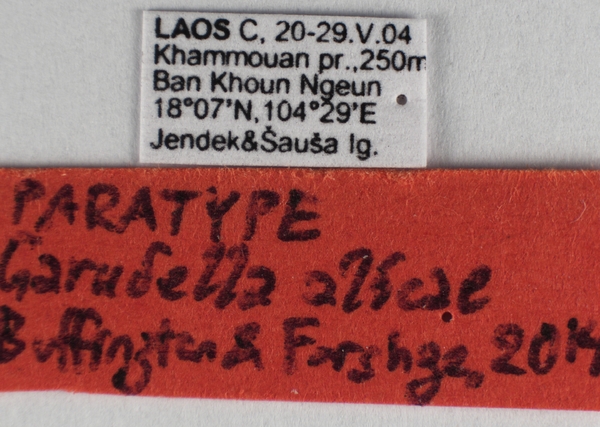 LAOS C, 20-29.V.04
Khammouan pr.,250m
Ban Khoun Ngeun
18°07'N,104°29'E
Jendek&Šauša lg.
PARATYPE
Garudella alicae
Buffington & Forshage, 2014